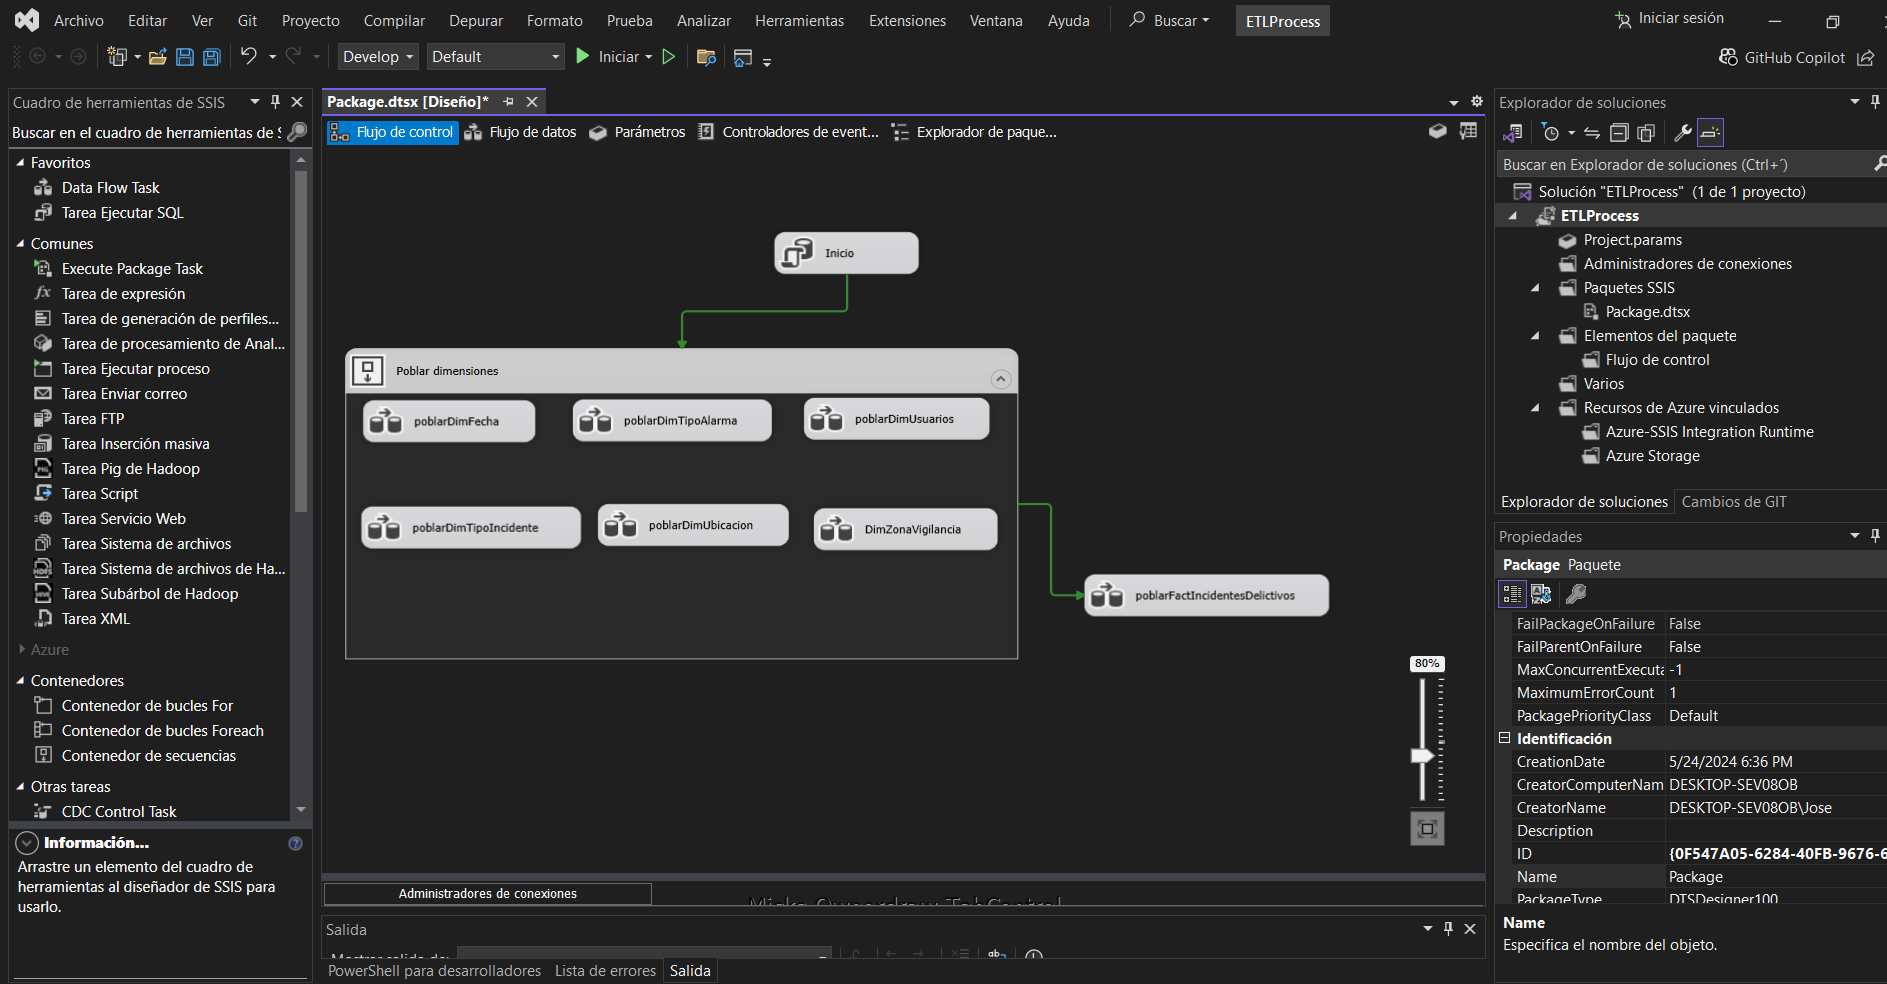 Archivo Editar Ver Git Proyecto Compilar Depurar Formato Prueba Analizar Herramientas Extensiones Ventana Ayuda Buscar ETLProcess Iniciar sesión
Develop Default Iniciar GitHub Copilot
Cuadro de herramientas de SSIS
Buscar en el cuadro de herramientas de S
Favoritos
Data Flow Task
Tarea Ejecutar SQL
Comunes
Execute Package Task
Tarea de expresión
Tarea de generación de perfiles...
Tarea de procesamiento de Anal...
Tarea Ejecutar proceso
Tarea Enviar correo
Tarea FTP
Tarea Inserción masiva
Tarea Pig de Hadoop
Tarea Script
Tarea Servicio Web
Tarea Sistema de archivos
Tarea Sistema de archivos de Ha...
Tarea Subárbol de Hadoop
Tarea XML
Azure
Contenedores
Contenedor de bucles For
Contenedor de bucles Foreach
Contenedor de secuencias
Otras tareas
CDC Control Task
Información...
Arrastre un elemento del cuadro de
herramientas al diseñador de SSIS para
usarlo.
Package.dtsx [Diseño]*
Flujo de control Flujo de datos Parámetros Controladores de event... Explorador de paque...
Inicio
Poblar dimensiones
poblarDimFecha poblarDimTipoAlarma poblarDimUsuarios
poblarDimTipoIncidente poblarDimUbicacion DimZonaVigilancia
poblarFactIncidentesDelictivos
80%
Administradores de conexiones
Salida
PowerShell para desarrolladores Lista de errores Salida
Explorador de soluciones
Buscar en Explorador de soluciones (Ctrl+´)
Solución "ETLProcess" (1 de 1 proyecto)
ETLProcess
Project.params
Administradores de conexiones
Paquetes SSIS
Package.dtsx
Elementos del paquete
Flujo de control
Varios
Recursos de Azure vinculados
Azure-SSIS Integration Runtime
Azure Storage
Explorador de soluciones Cambios de GIT
Propiedades
Package Paquete
FailPackageOnFailure False
FailParentOnFailure False
MaxConcurrentExecuta -1
MaximumErrorCount 1
PackagePriorityClass Default
Identificación
CreationDate 5/24/2024 6:36 PM
CreatorComputerNam DESKTOP-SEV08OB
CreatorName DESKTOP-SEV08OB\Jose
Description
ID {0F547A05-6284-40FB-9676-6
Name Package
PackageType DTSDesigner100
Name
Especifica el nombre del objeto.